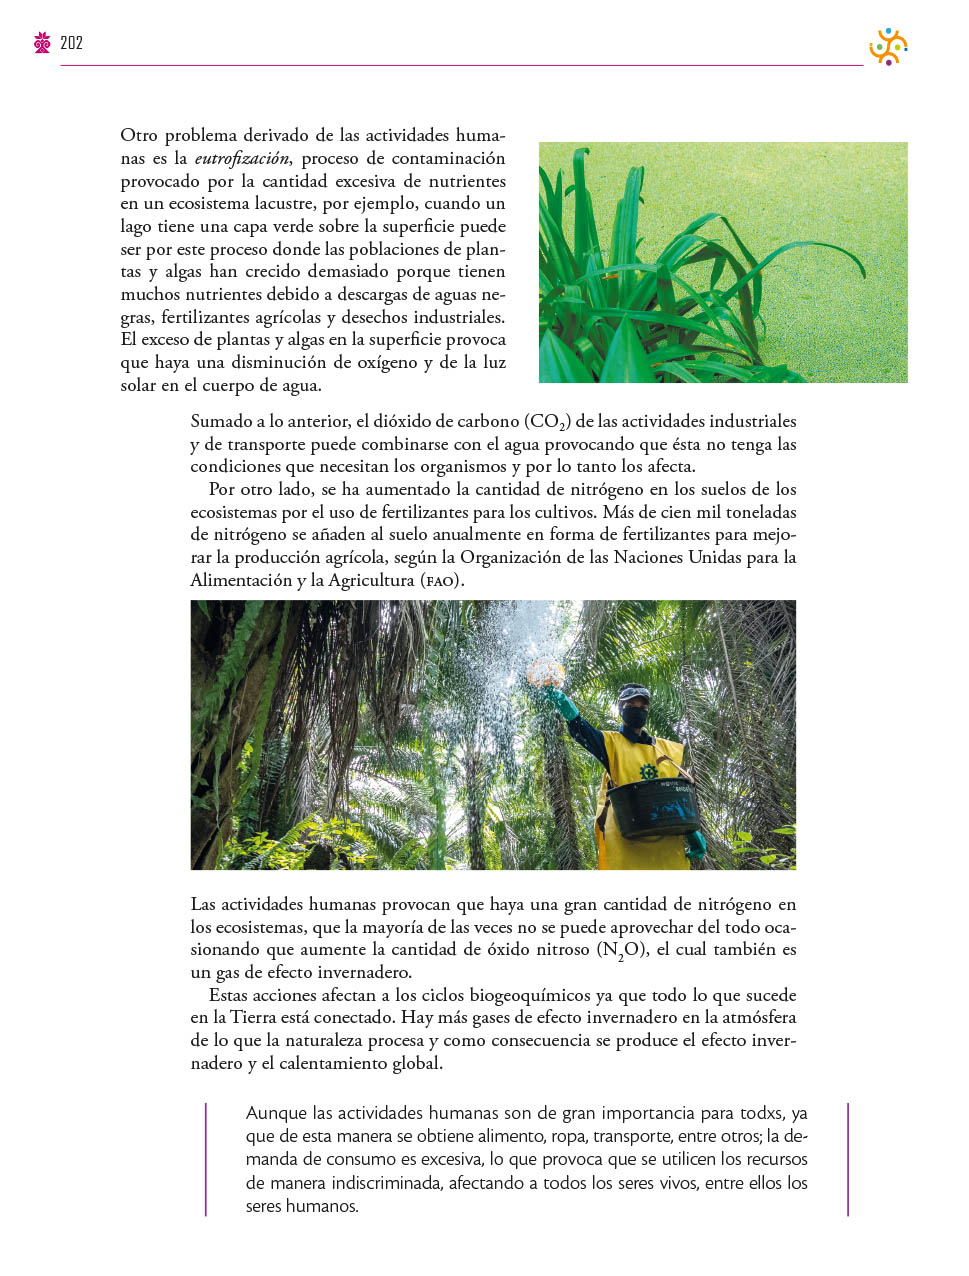 202
Otro problema derivado de las actividades huma-
nas es la eutrofización, proceso de contaminación
provocado por la cantidad excesiva de nutrientes
en un ecosistema lacustre, por ejemplo, cuando un
lago tiene una capa verde sobre la superficie puede
ser por este proceso donde las poblaciones de plan-
tas y algas han crecido demasiado porque tienen
muchos nutrientes debido a descargas de aguas ne-
gras, fertilizantes agrícolas y desechos industriales.
El exceso de plantas y algas en la superficie provoca
que haya una disminución de oxígeno y de la luz
solar en el cuerpo de agua.
Sumado a lo anterior, el dióxido de carbono (CO₂) de las actividades industriales
y de transporte puede combinarse con el agua provocando que ésta no tenga las
condiciones que necesitan los organismos y por lo tanto los afecta.
Por otro lado, se ha aumentado la cantidad de nitrógeno en los suelos de los
ecosistemas por el uso de fertilizantes para los cultivos. Más de cien mil toneladas
de nitrógeno se añaden al suelo anualmente en forma de fertilizantes para mejo-
rar la producción agrícola, según la Organización de las Naciones Unidas para la
Alimentación y la Agricultura (FAO).
Las actividades humanas provocan que haya una gran cantidad de nitrógeno en
los ecosistemas, que la mayoría de las veces no se puede aprovechar del todo oca-
sionando que aumente la cantidad de óxido nitroso (N₂O), el cual también es
un gas de efecto invernadero.
Estas acciones afectan a los ciclos biogeoquímicos ya que todo lo que sucede
en la Tierra está conectado. Hay más gases de efecto invernadero en la atmósfera
de lo que la naturaleza procesa y como consecuencia se produce el efecto inver-
nadero y el calentamiento global.
Aunque las actividades humanas son de gran importancia para todxs, ya
que de esta manera se obtiene alimento, ropa, transporte, entre otros; la de-
manda de consumo es excesiva, lo que provoca que se utilicen los recursos
de manera indiscriminada, afectando a todos los seres vivos, entre ellos los
seres humanos.